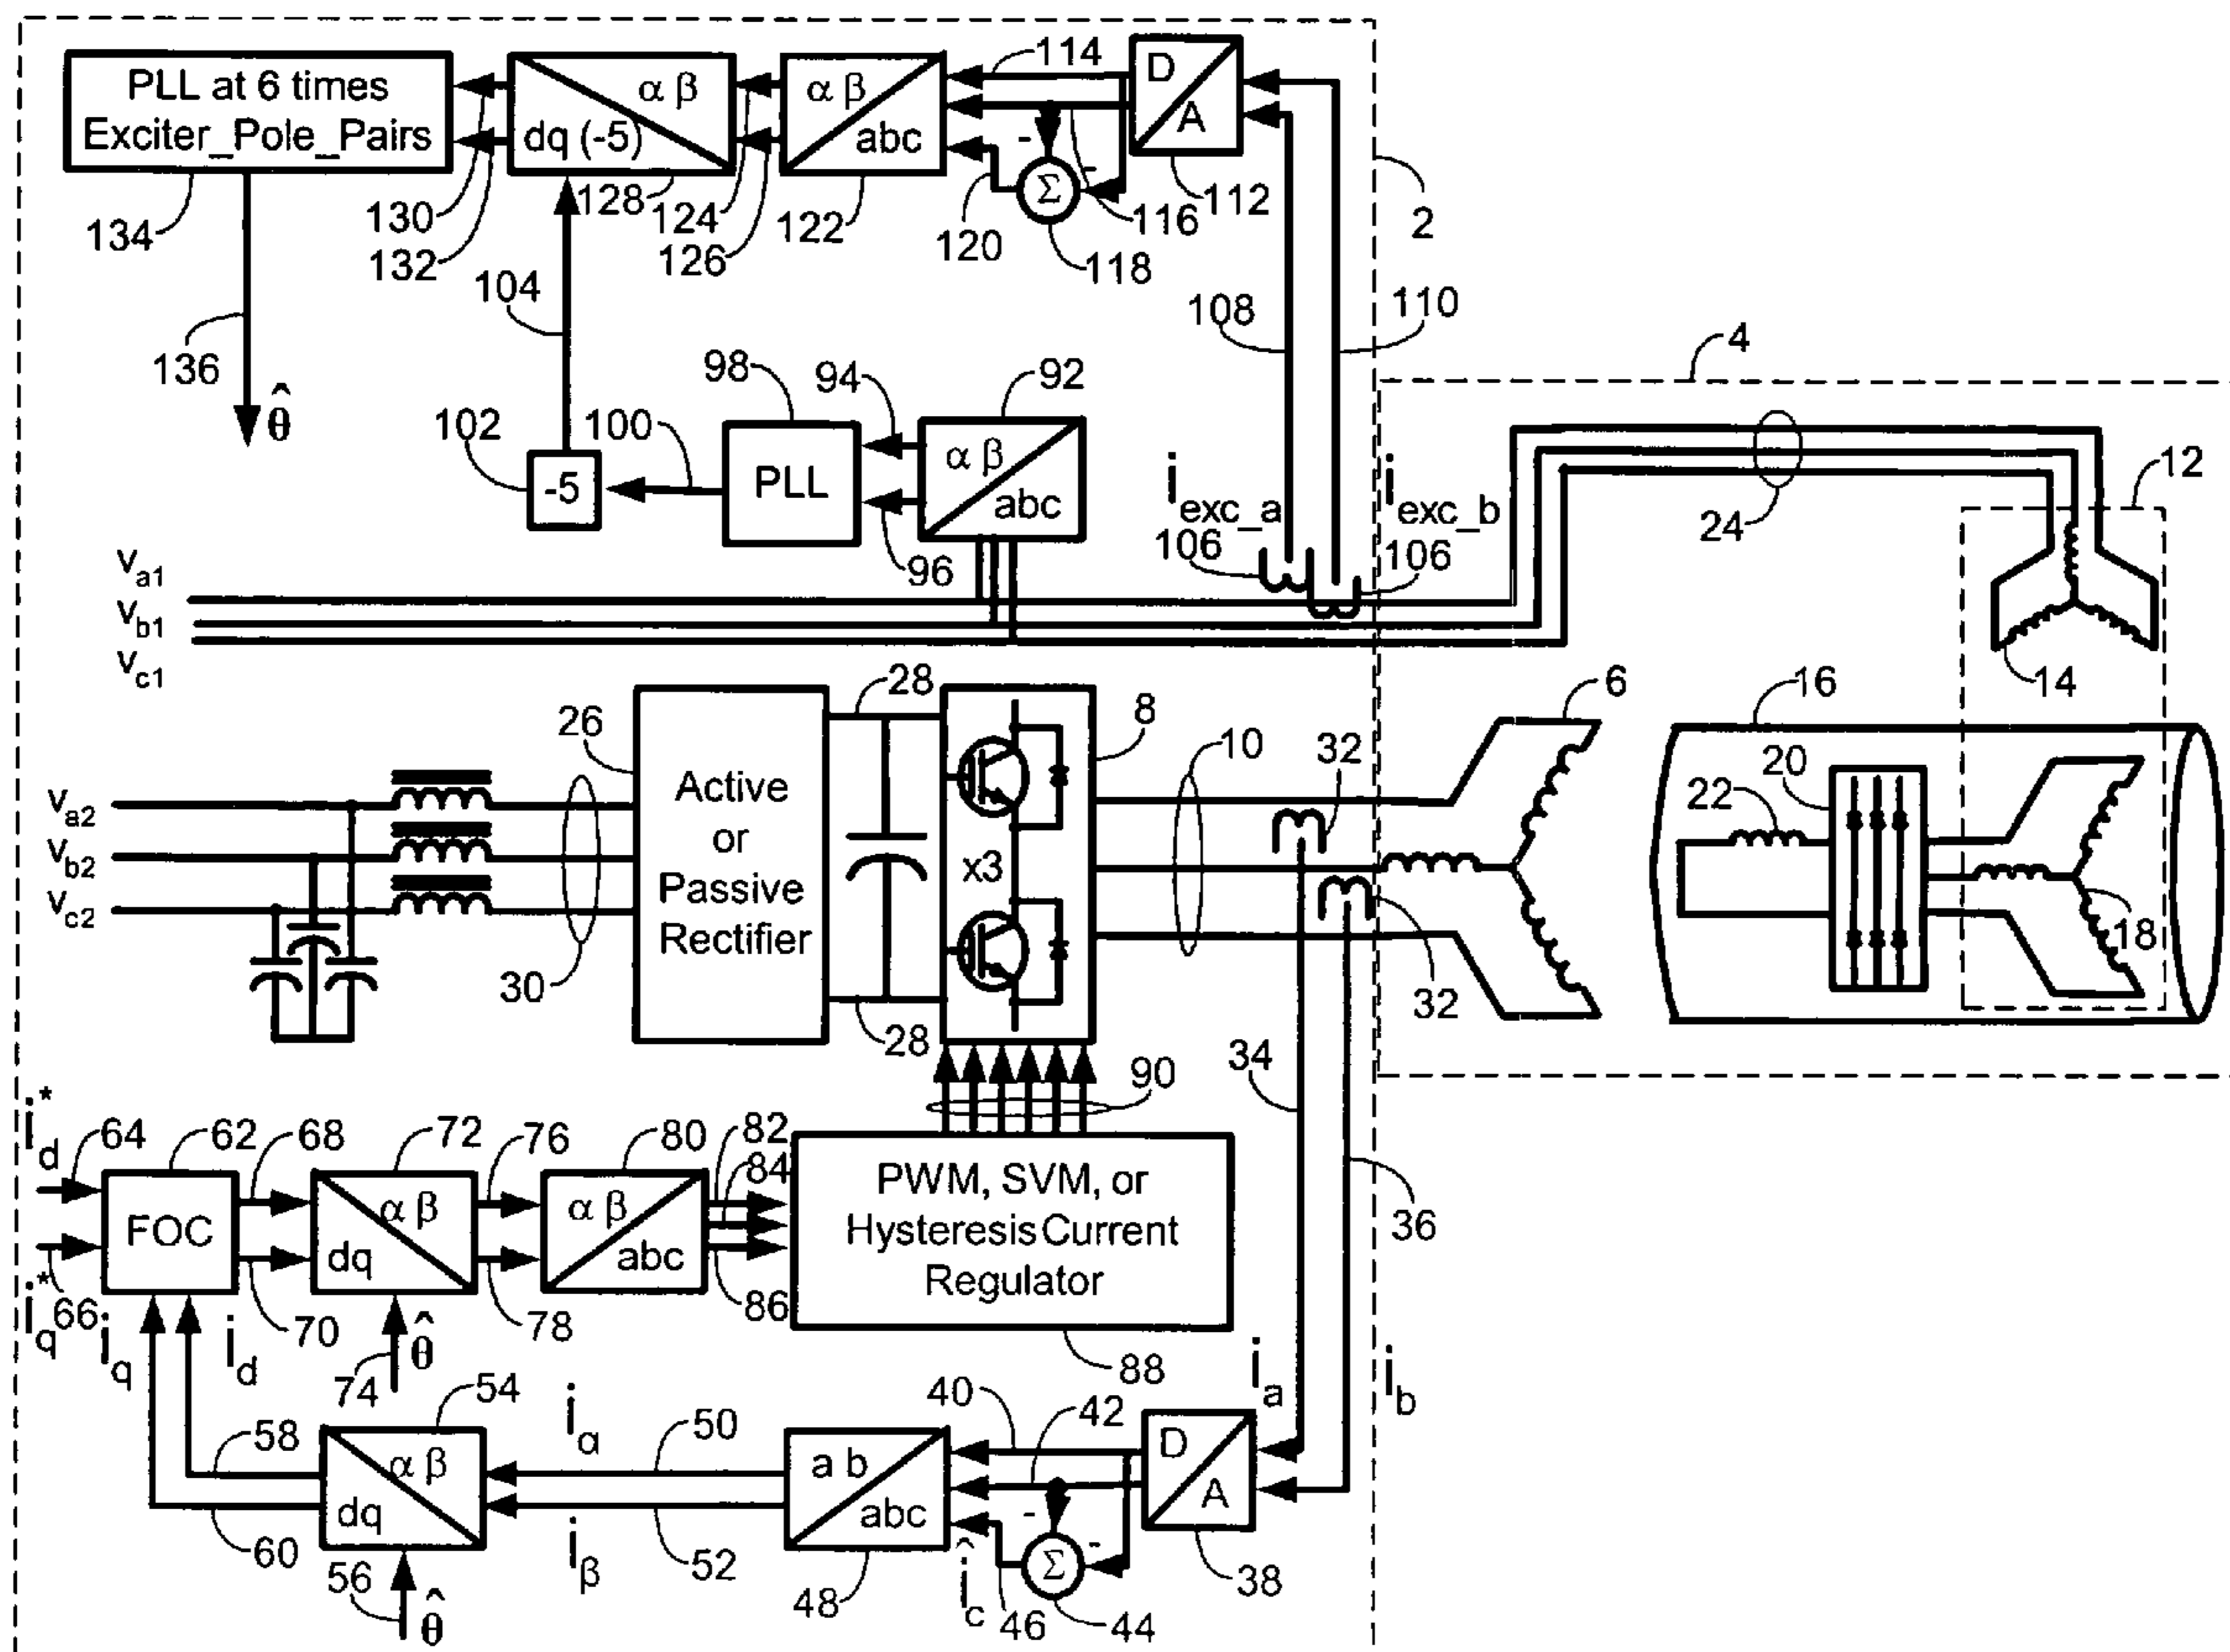 PLL at 6 times
Exciter_Pole_Pairs
α β
dq (-5)
α β
abc
D
A
114
-
-
Σ
134
130
132
128
124
126
122
120
116
118
112
2
104
108
110
136
θ̂
98
94
92
4
102
100
-5
PLL
α β
abc
96
i exc_a
106
i exc_b
106
24
12
14
v a1
v b1
v c1
26
28
8
10
32
6
16
v a2
v b2
v c2
Active
or
Passive
Rectifier
x3
22
20
18
30
28
32
34
90
i* d
64
62
68
72
76
80
82
84
86
FOC
α β
dq
α β
abc
PWM, SVM, or
Hysteresis Current
Regulator
36
i* q
66
i q
i d
70
74
θ̂
78
88
i a
i b
54
58
i α
50
40
42
α β
dq
a b
abc
D
A
-
-
Σ
60
56
θ̂
i β
52
48
î c
46
44
38